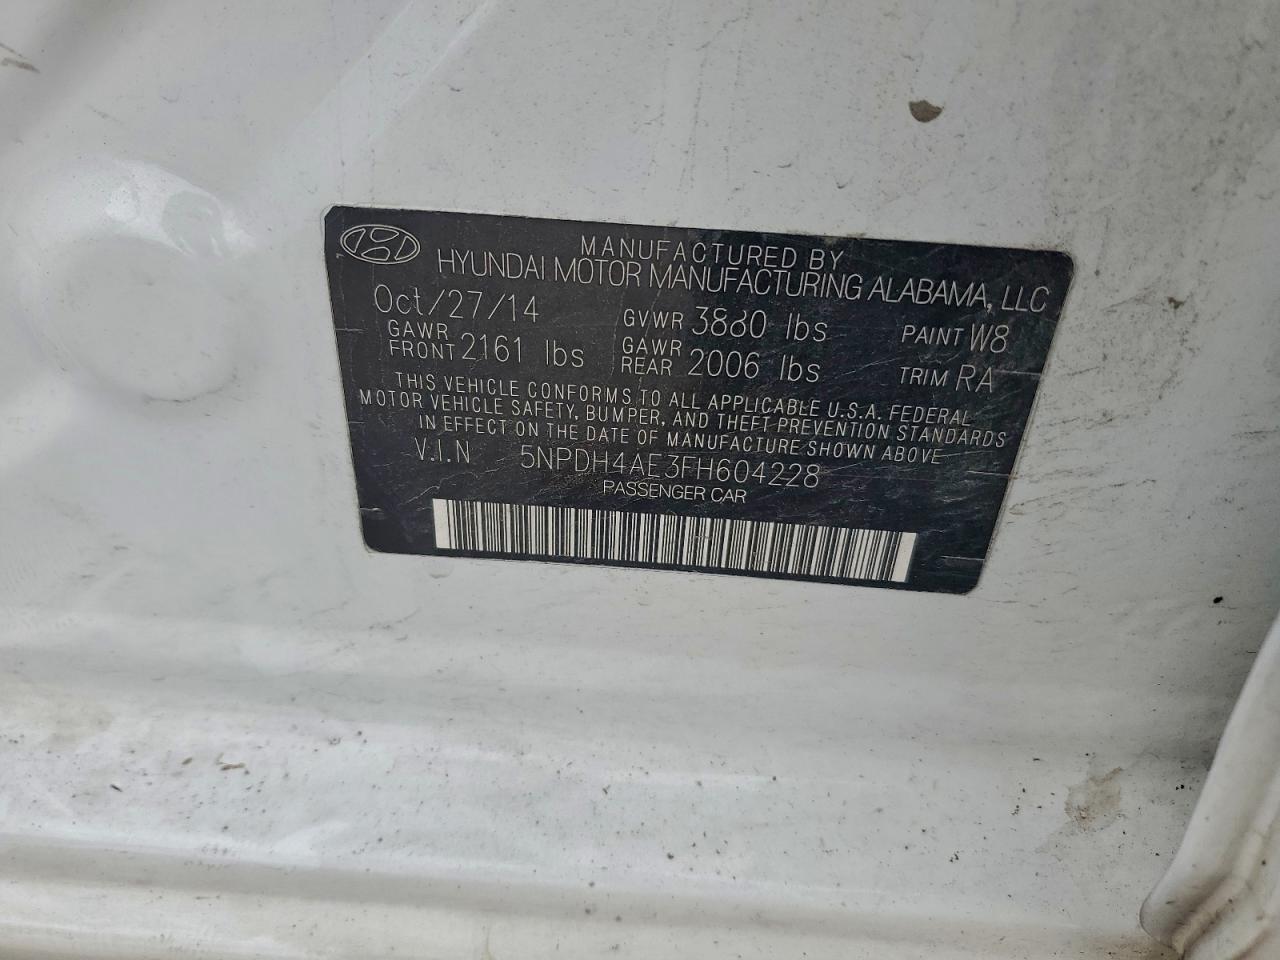 MANUFACTURED BY
HYUNDAI MOTOR MANUFACTURING ALABAMA, LLC
Oct/27/14 GVWR 3880 lbs PAINT W8
GAWR FRONT 2161 lbs GAWR REAR 2006 lbs TRIM RA
THIS VEHICLE CONFORMS TO ALL APPLICABLE U.S.A. FEDERAL
MOTOR VEHICLE SAFETY, BUMPER, AND THEFT PREVENTION STANDARDS
IN EFFECT ON THE DATE OF MANUFACTURE SHOWN ABOVE
V.I.N 5NPDH4AE3FH604228
PASSENGER CAR